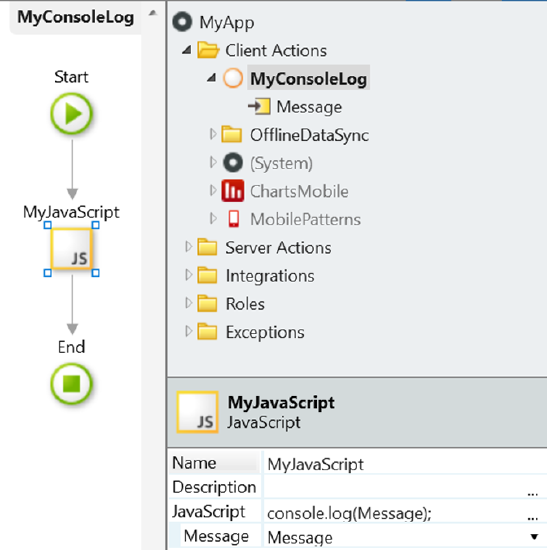 MyConsoleLog
Start
MyJavaScript
JS
End
MyApp
Client Actions
MyConsoleLog
Message
OfflineDataSync
(System)
ChartsMobile
MobilePatterns
Server Actions
Integrations
Roles
Exceptions
JS
MyJavaScript
JavaScript
Name MyJavaScript
Description ...
JavaScript console.log(Message); ...
Message Message